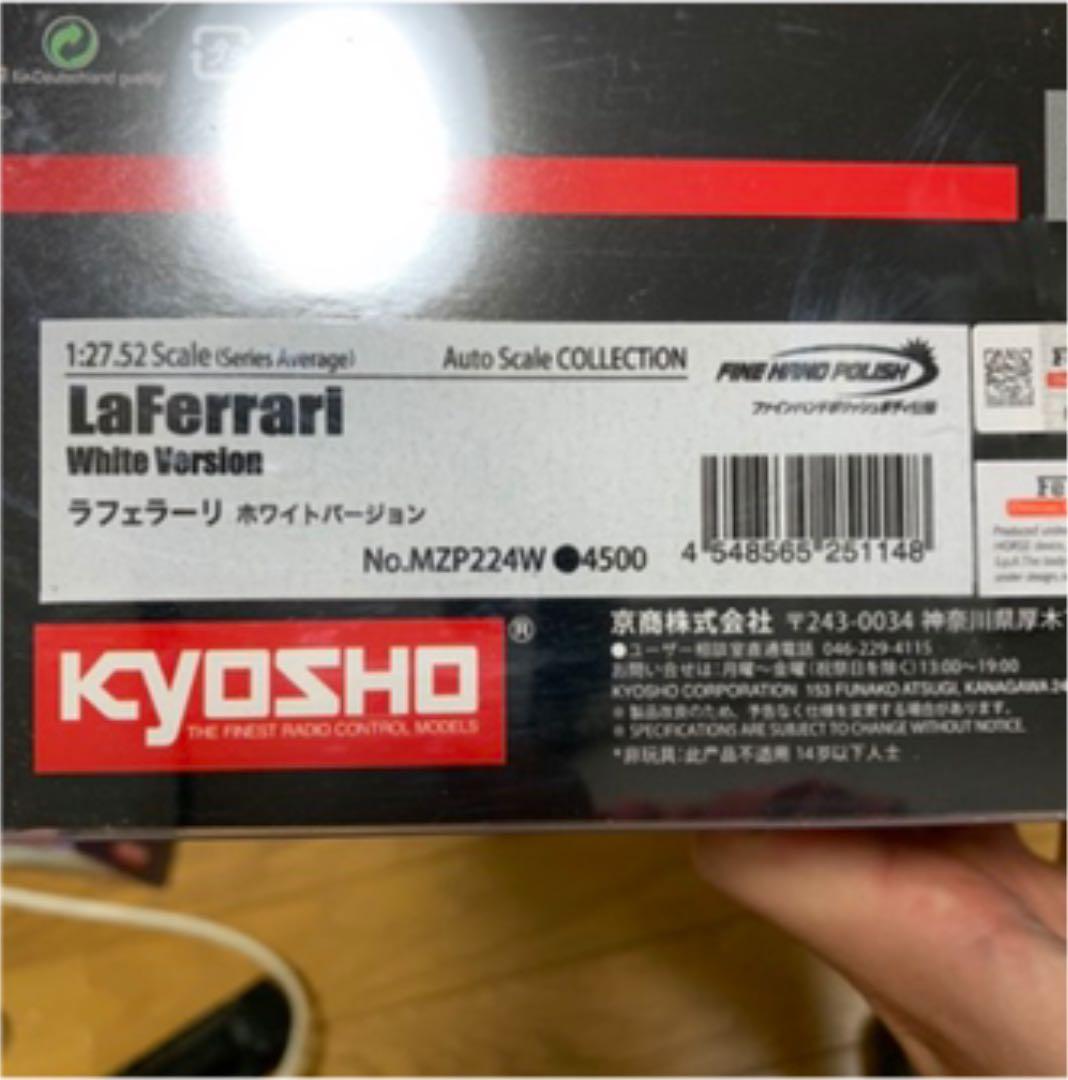 1:27.52 Scale (Series Average) Auto Scale COLLECTiON
FINE HAND POLISH
ファインハンドポリッシュボディ仕様
LaFerrari
White Version
ラフェラーリ ホワイトバージョン
No.MZP224W ●4500
4 548565 251148
KYOSHO®
THE FINEST RADIO CONTROL MODELS
京商株式会社 〒243-0034 神奈川県厚木
●ユーザー相談室直通電話 046-229-4115
お問い合せは:月曜〜金曜(祝祭日を除く)13:00〜19:00
KYOSHO CORPORATION 153 FUNAKO ATSUGI, KANAGAWA 24
※ 製品改良のため、予告なく仕様を変更する場合があります。
※ SPECIFICATIONS ARE SUBJECT TO CHANGE WITHOUT NOTICE.
*非玩具:此产品不适用 14岁以下人士